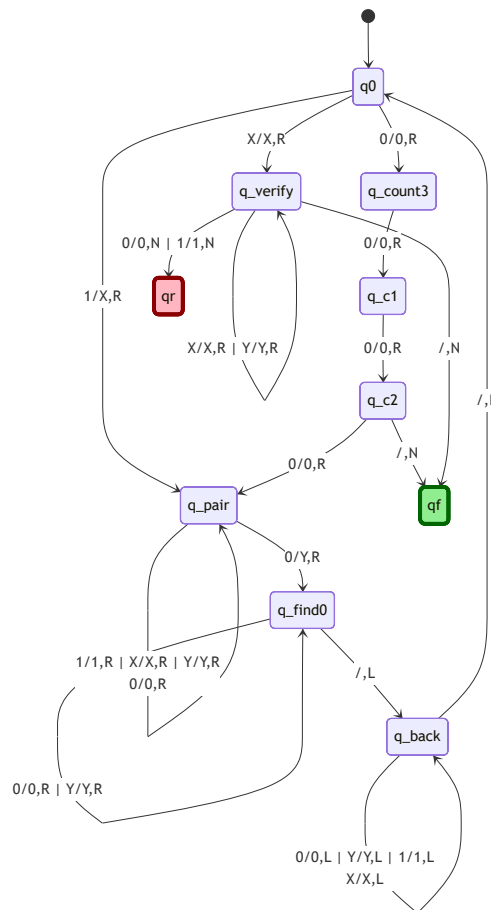 q0
X/X,R
0/0,R
q_verify
q_count3
0/0,N | 1/1,N
0/0,R
1/X,R
qr
q_c1
/,N
X/X,R | Y/Y,R
0/0,R
q_c2
0/0,R
/,N
q_pair
qf
0/Y,R
q_find0
1/1,R | X/X,R | Y/Y,R
0/0,R
/,L
q_back
0/0,R | Y/Y,R
0/0,L | Y/Y,L | 1/1,L
X/X,L